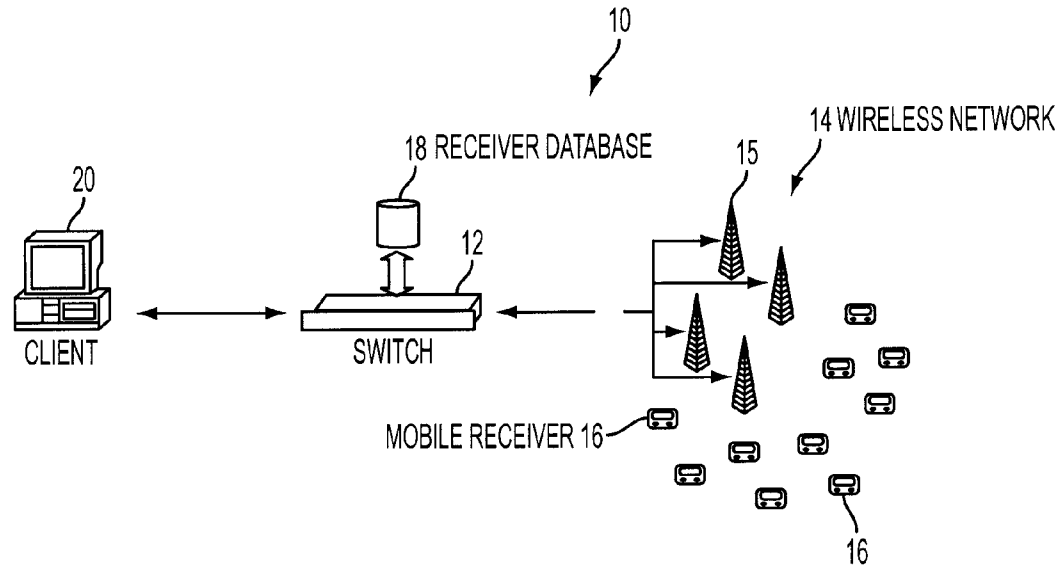 10
14 WIRELESS NETWORK
18 RECEIVER DATABASE
15
20
12
CLIENT
SWITCH
MOBILE RECEIVER 16
16